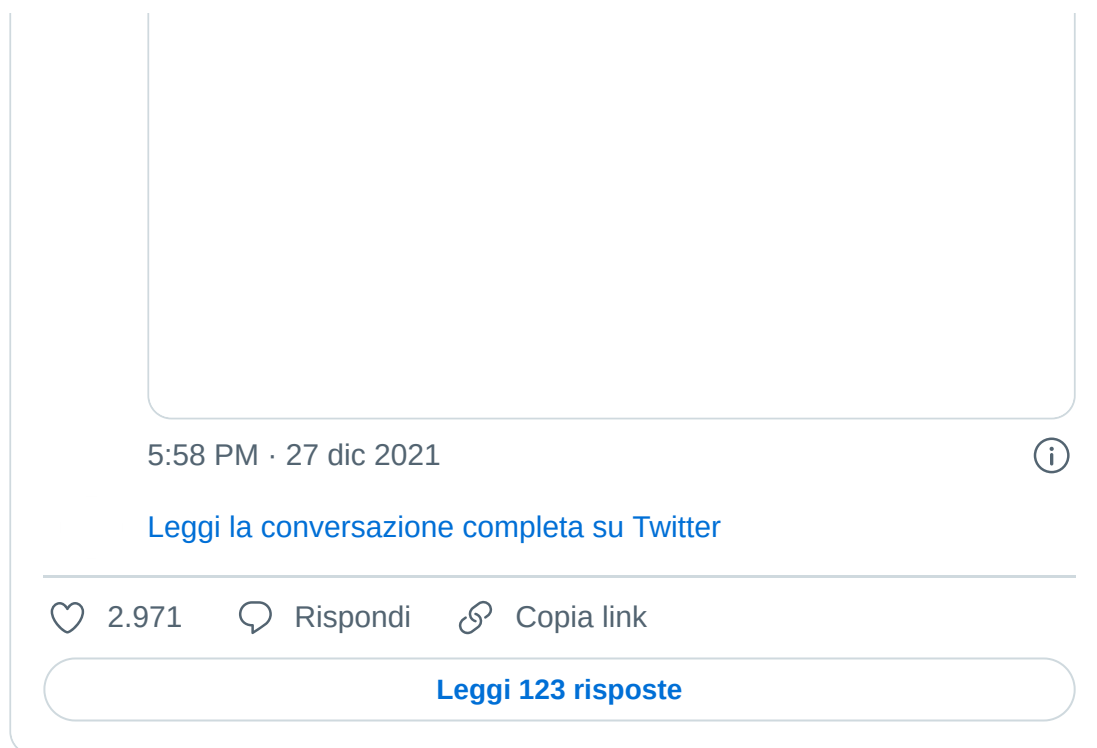 5:58 PM · 27 dic 2021
Leggi la conversazione completa su Twitter
2.971 Rispondi Copia link
Leggi 123 risposte